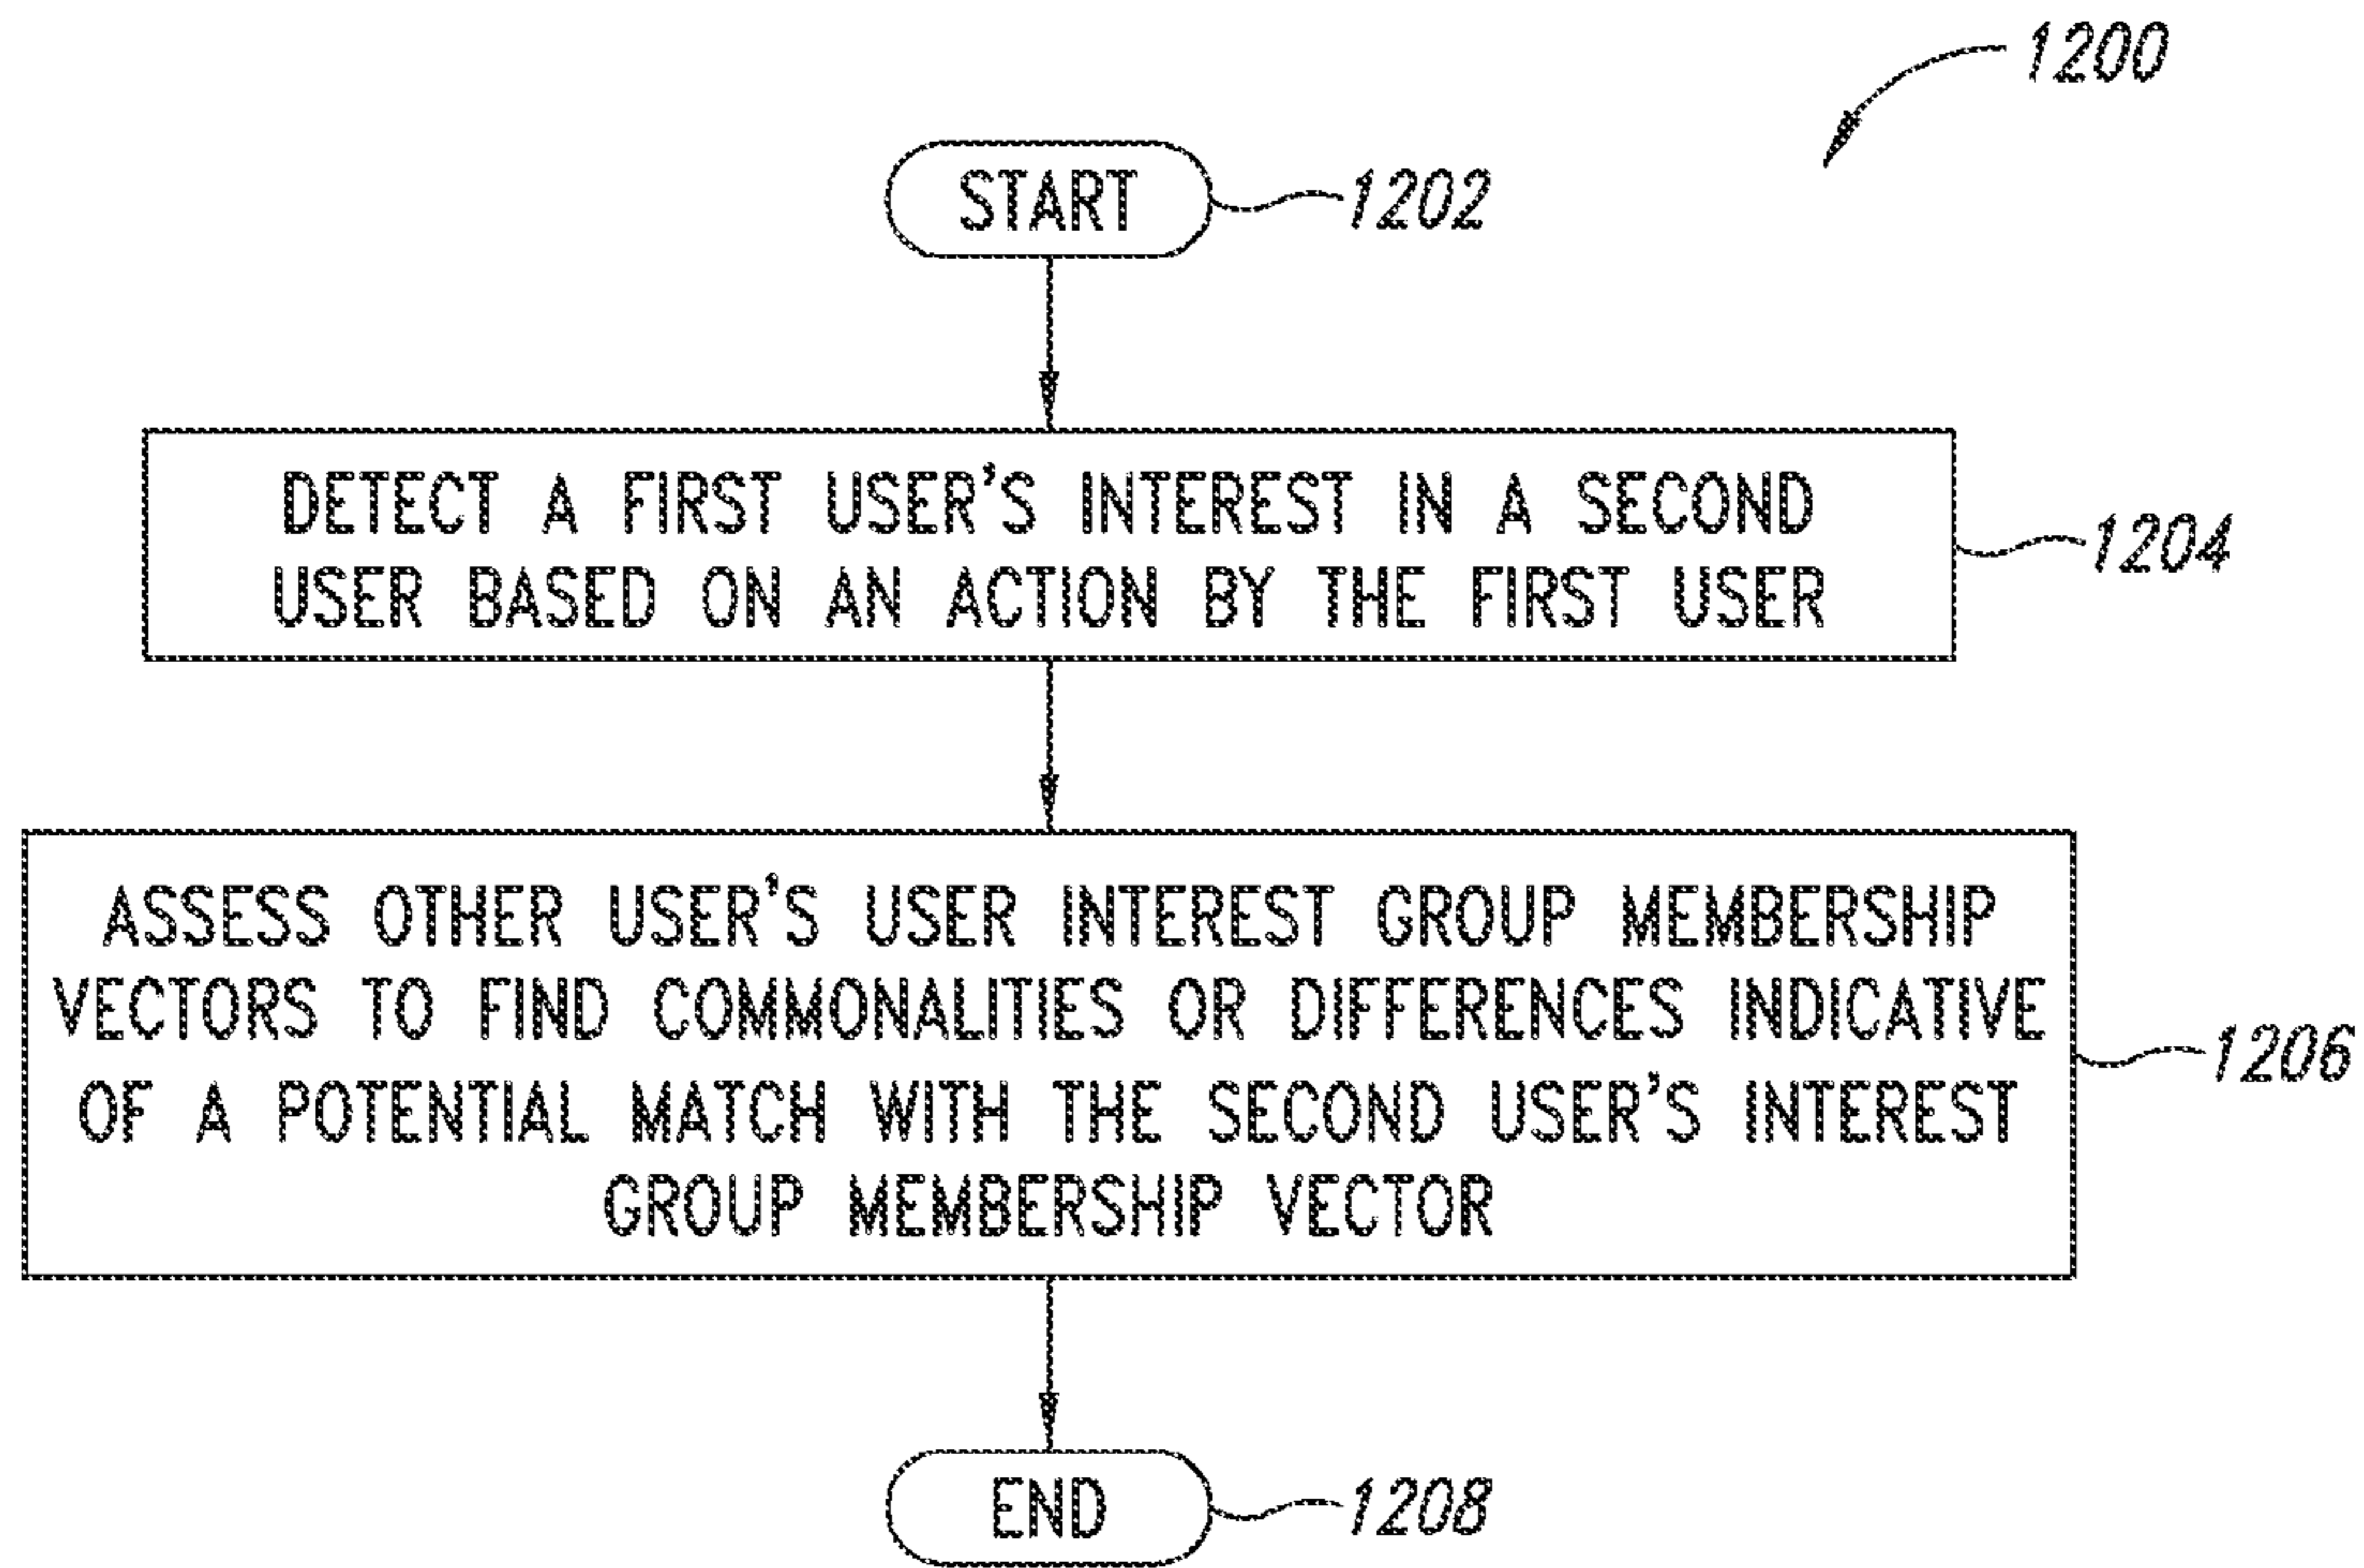 1200
START
1202
DETECT A FIRST USER'S INTEREST IN A SECOND
USER BASED ON AN ACTION BY THE FIRST USER
1204
ASSESS OTHER USER'S USER INTEREST GROUP MEMBERSHIP
VECTORS TO FIND COMMONALITIES OR DIFFERENCES INDICATIVE
OF A POTENTIAL MATCH WITH THE SECOND USER'S INTEREST
GROUP MEMBERSHIP VECTOR
1206
END
1208